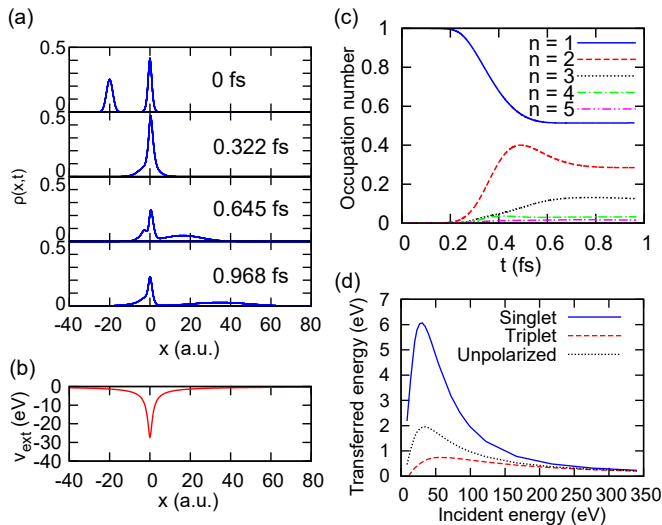 (a)
ρ(x,t)
0.5
0
0 fs
0.5
0
0.322 fs
0.5
0
0.645 fs
0.5
0
0.968 fs
-40 -20 0 20 40 60 80
x (a.u.)
(b)
v_ext (eV)
0
-10
-20
-30
-40
-40 -20 0 20 40 60 80
x (a.u.)
(c)
Occupation number
1
0.8
0.6
0.4
0.2
0
n = 1
n = 2
n = 3
n = 4
n = 5
0 0.2 0.4 0.6 0.8 1
t (fs)
(d)
Transferred energy (eV)
7
6
5
4
3
2
1
0
Singlet
Triplet
Unpolarized
0 50 100 150 200 250 300 350
Incident energy (eV)